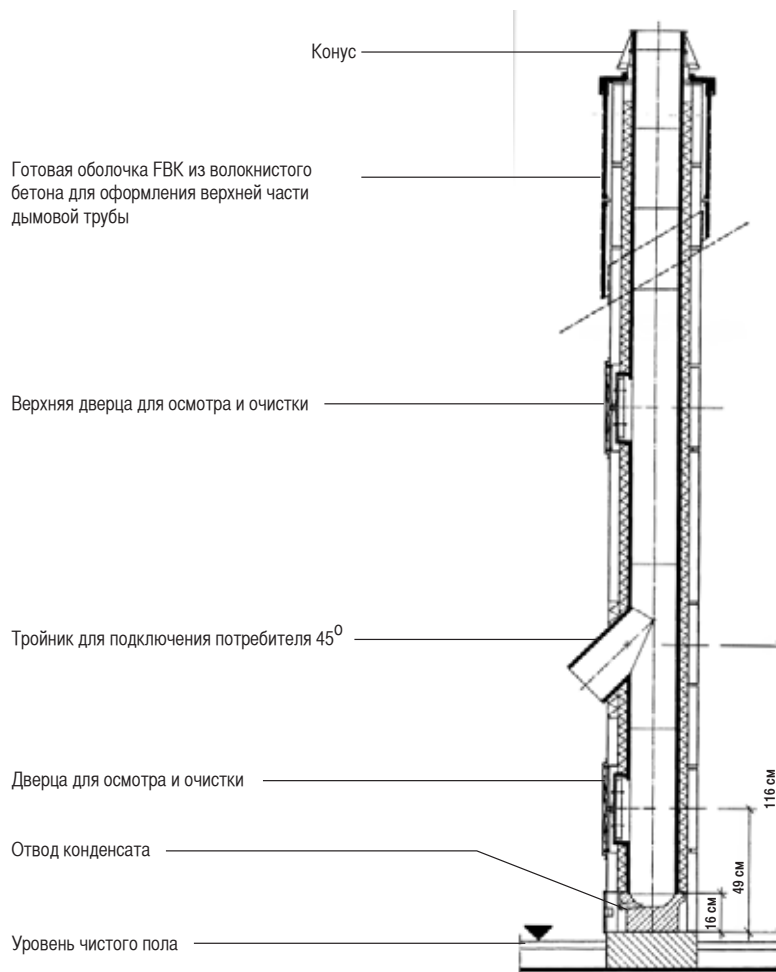 Конус
Готовая оболочка FBK из волокнистого
бетона для оформления верхней части
дымовой трубы
Верхняя дверца для осмотра и очистки
Тройник для подключения потребителя 45⁰
Дверца для осмотра и очистки
116 см
Отвод конденсата
49 см
16 см
Уровень чистого пола